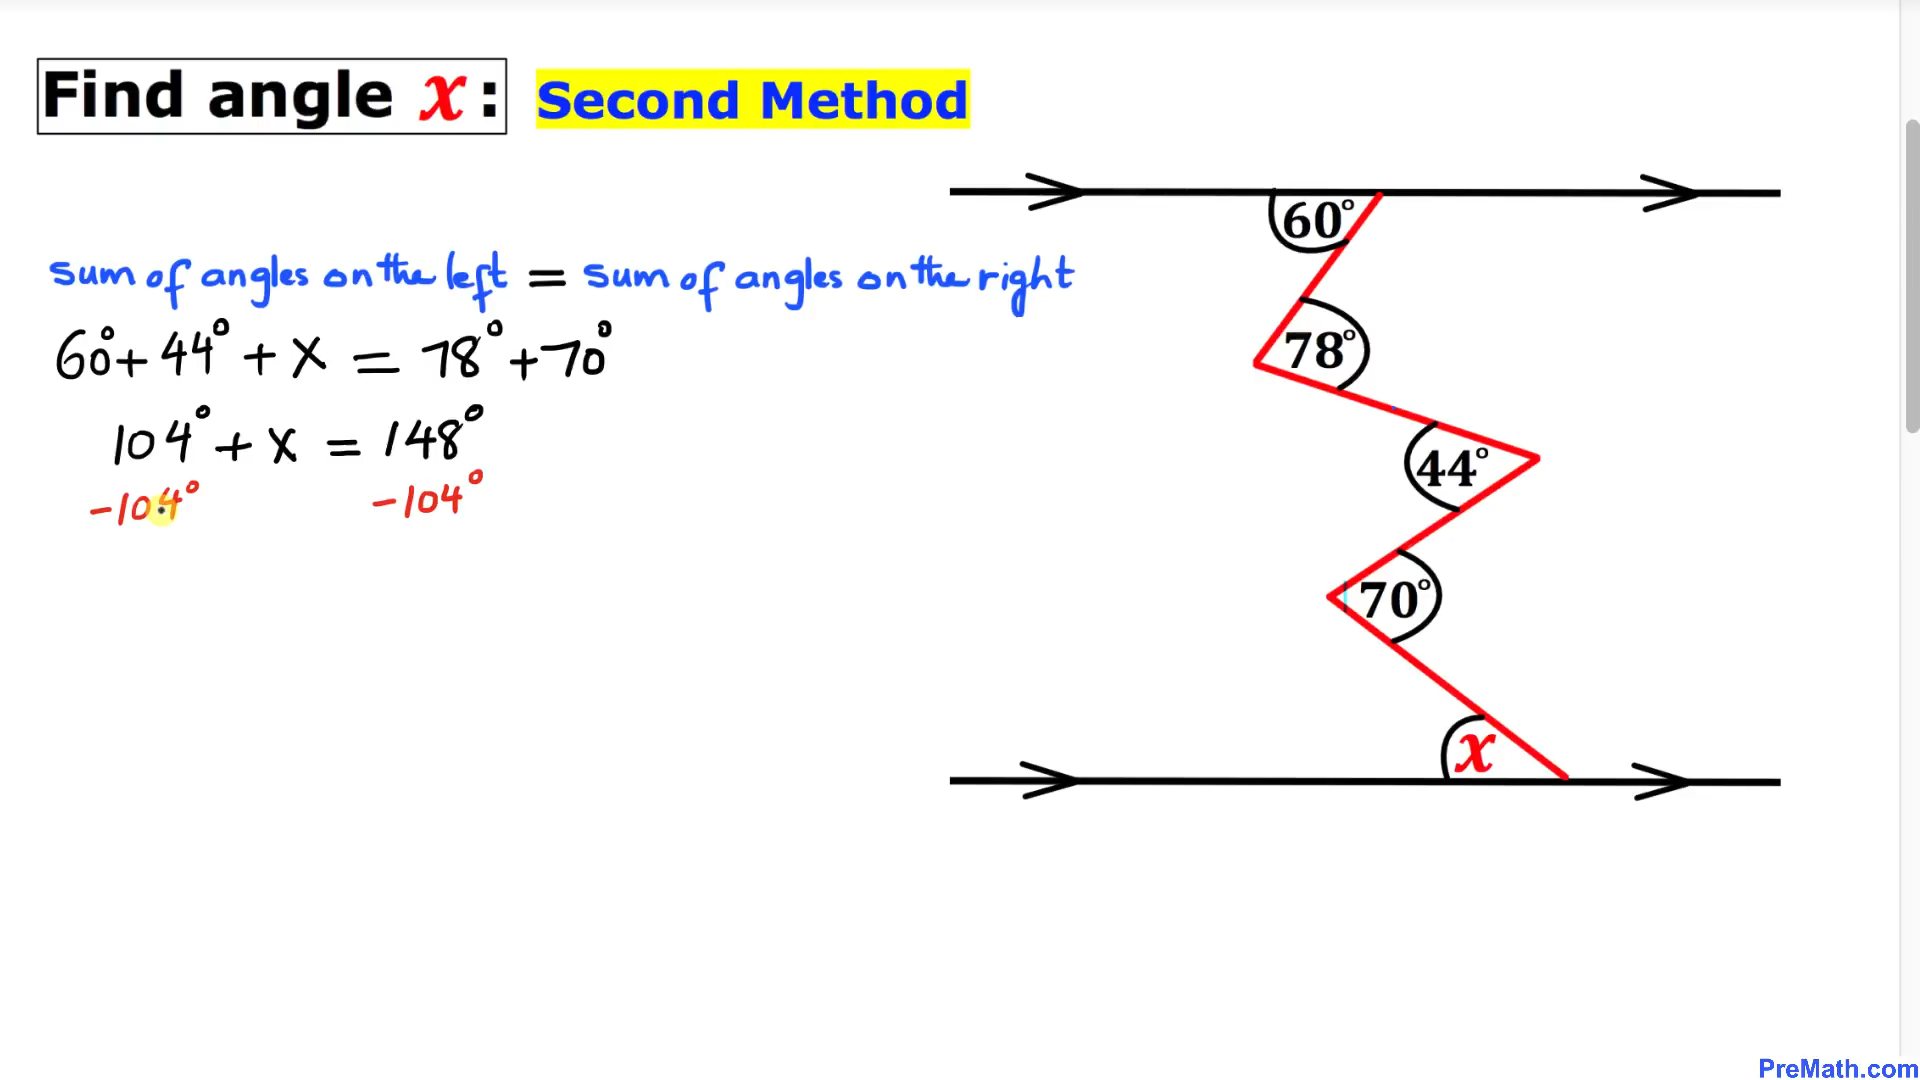 Find angle x: Second Method
sum of angles on the left = sum of angles on the right
60° + 44° + x = 78° + 70°
104° + x = 148°
-104° -104°
60°
78°
44°
70°
x
PreMath.com